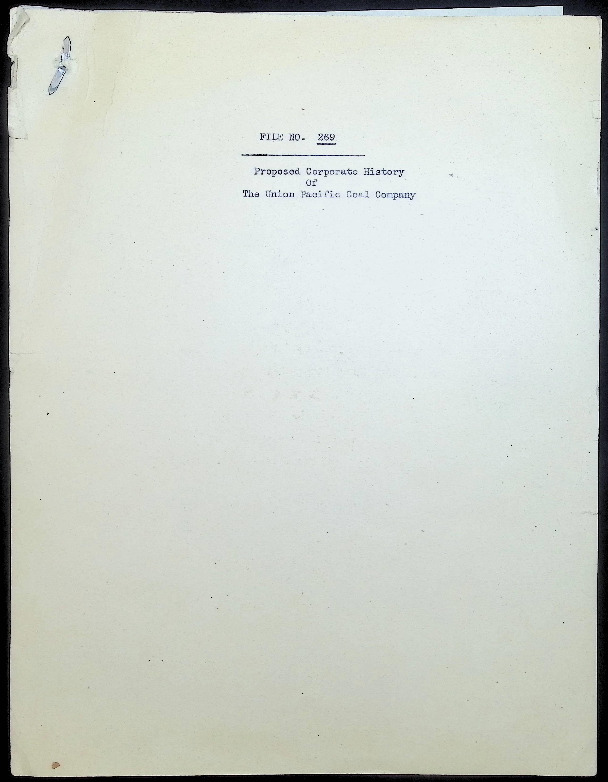 FILE NO. 269
Proposed Corporate History
Of
The Union Pacific Coal Company